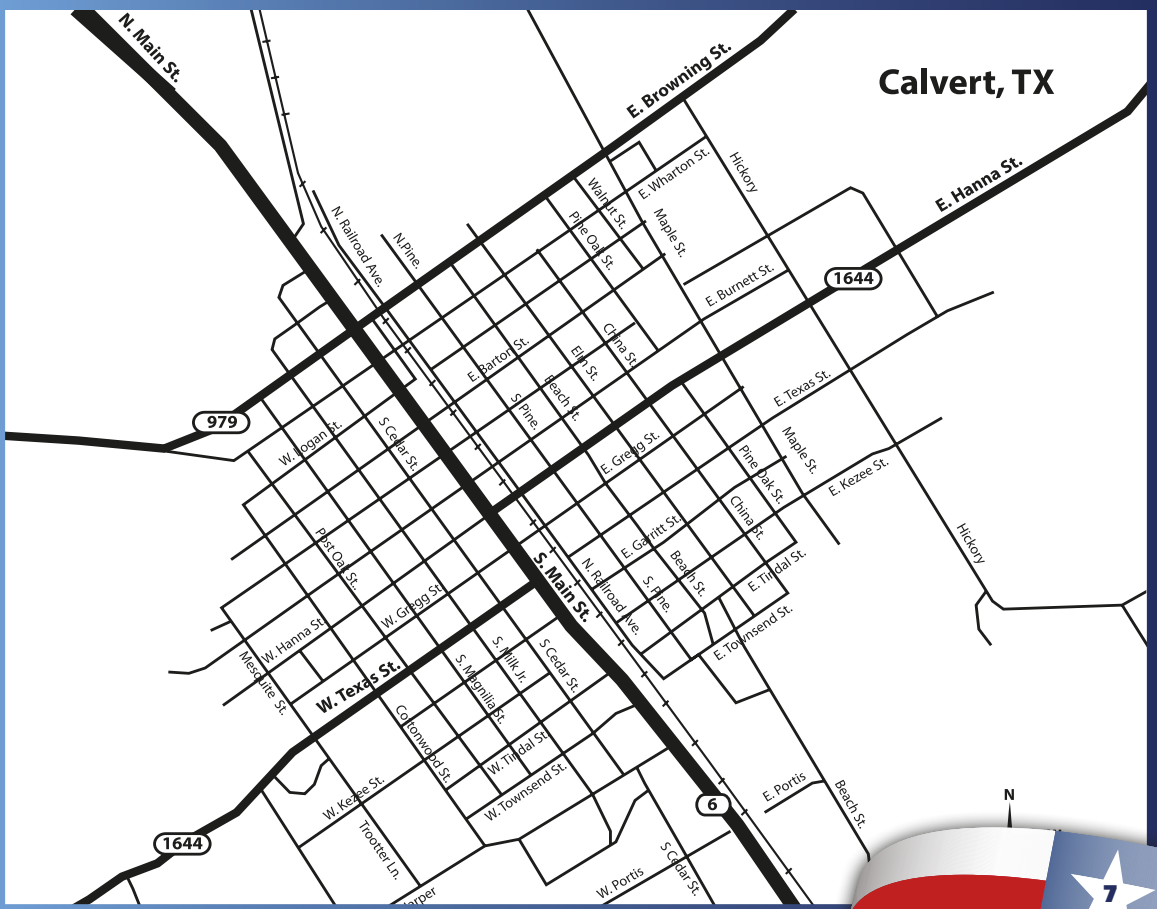 N. Main St.
E. Browning St.
Calvert, TX
E. Wharton St.
Hickory
E. Hanna St.
Walnut St.
N. Railroad Ave.
N.Pine.
Pine Oak St.
Maple St.
E. Burnett St.
1644
China St.
E. Barton St.
Elm St.
Beach St.
S. Pine.
E. Texas St.
979
W. Logan St.
S Cedar St.
E. Gregg St.
Maple St.
Pine Oak St.
E. Kezee St.
China St.
E. Garritt St.
Hickory
Post Oak St.
S. Main St.
N. Railroad Ave.
Beach St.
S. Pine.
E. Tindal St.
W. Gregg St.
W. Hanna St.
E. Townsend St.
Mesquite St.
W. Texas St.
S. Magnilia St.
S. Milk Jr.
S Cedar St.
Cottonwood St.
W. Tindal St.
W. Townsend St.
W. Kezee St.
E. Portis
Beach St.
N
6
1644
Trootter Ln.
S Cedar St.
W. Portis
arper
7